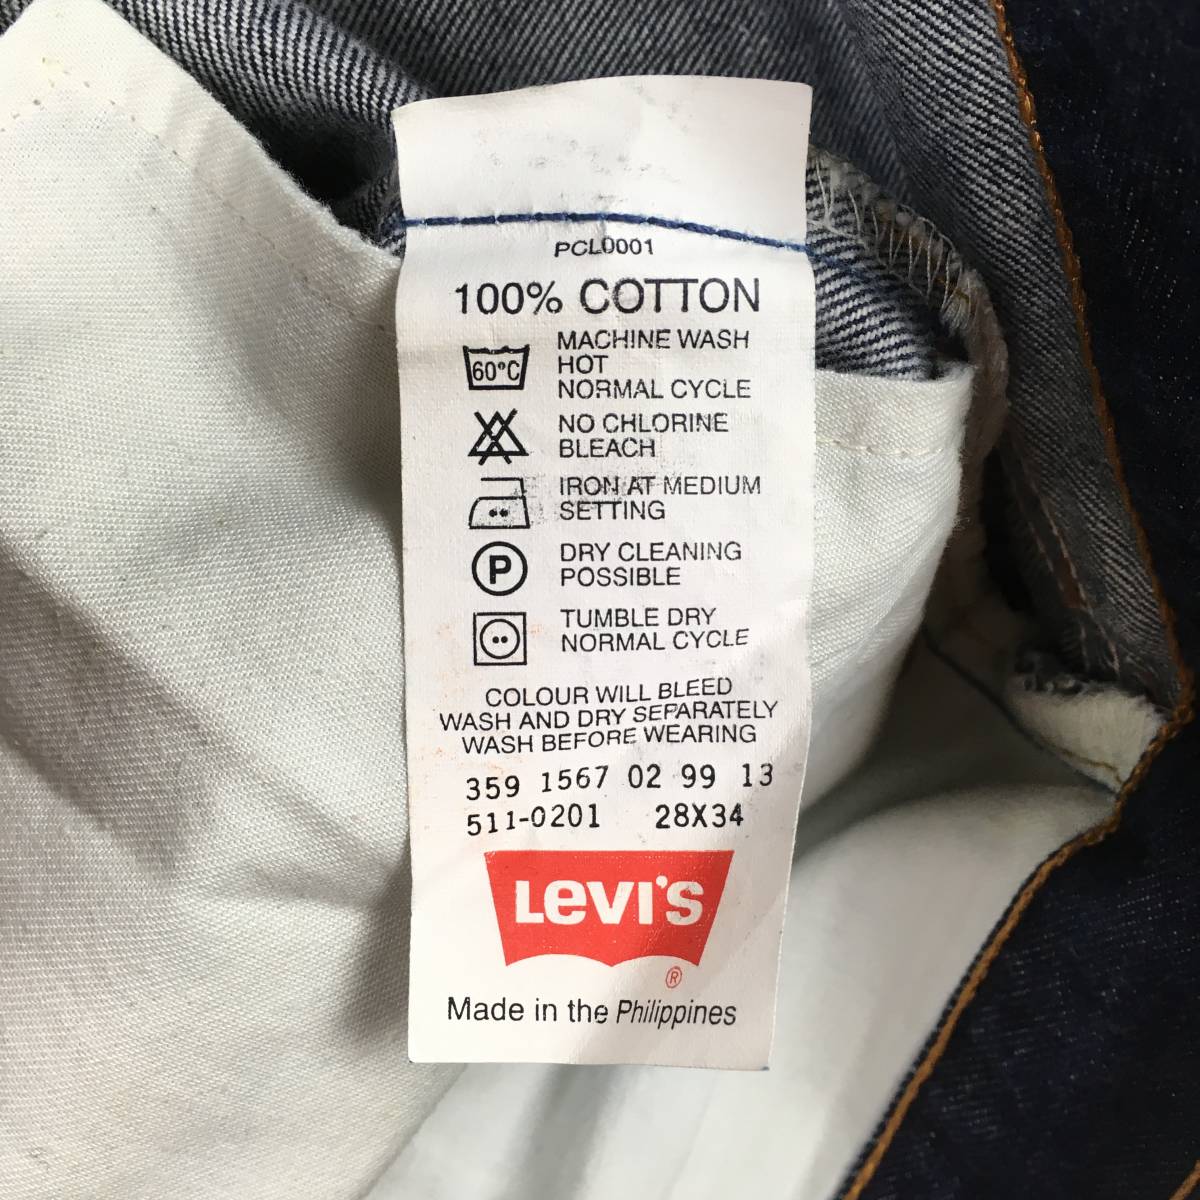 PCL0001
100% COTTON
60°C
MACHINE WASH
HOT
NORMAL CYCLE
NO CHLORINE
BLEACH
IRON AT MEDIUM
SETTING
P
DRY CLEANING
POSSIBLE
TUMBLE DRY
NORMAL CYCLE
COLOUR WILL BLEED
WASH AND DRY SEPARATELY
WASH BEFORE WEARING
359 1567 02 99 13
511-0201 28X34
LEVI'S
®
Made in the Philippines